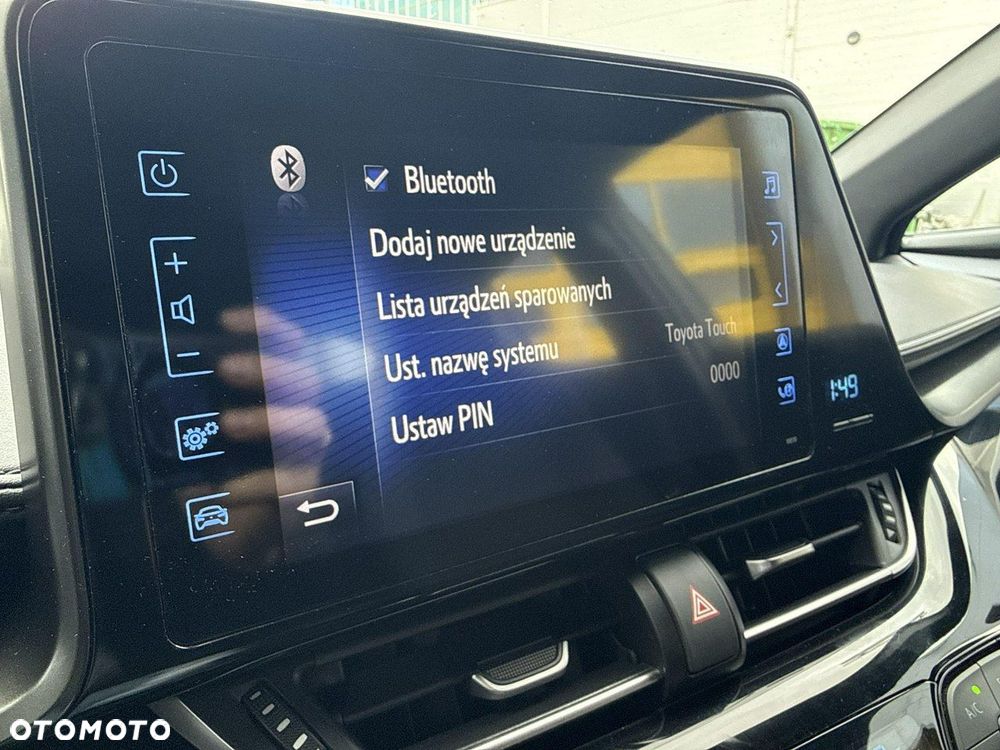 Bluetooth
Dodaj nowe urządzenie
Lista urządzeń sparowanych
Ust. nazwę systemu Toyota Touch
Ustaw PIN 0000
1:49
A/C
OTOMOTO